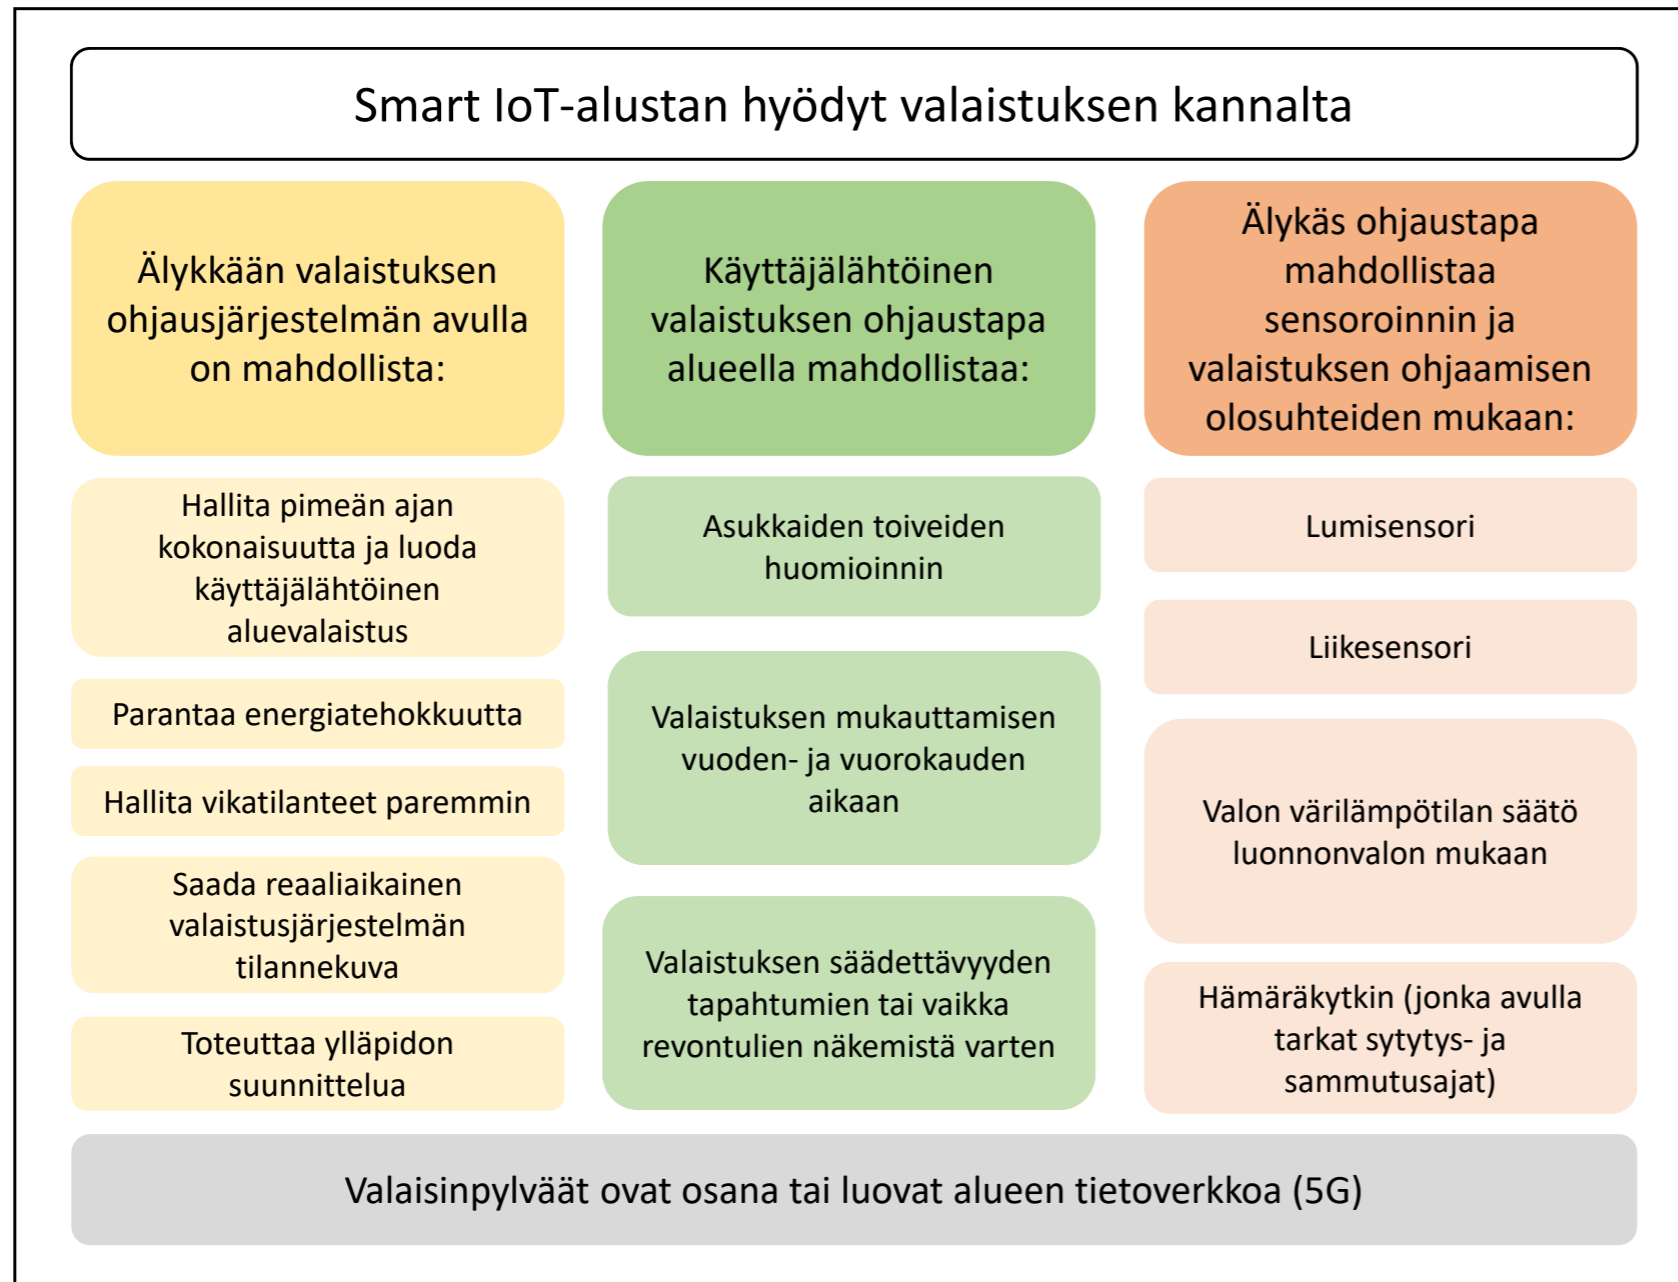 Smart IoT-alustan hyödyt valaistuksen kannalta
Älykkään valaistuksen
ohjausjärjestelmän avulla
on mahdollista:
Hallita pimeän ajan
kokonaisuutta ja luoda
käyttäjälähtöinen
aluevalaistus
Parantaa energiatehokkuutta
Hallita vikatilanteet paremmin
Saada reaaliaikainen
valaistusjärjestelmän
tilannekuva
Toteuttaa ylläpidon
suunnittelua
Käyttäjälähtöinen
valaistuksen ohjaustapa
alueella mahdollistaa:
Asukkaiden toiveiden
huomioinnin
Valaistuksen mukauttamisen
vuoden- ja vuorokauden
aikaan
Valaistuksen säädettävyyden
tapahtumien tai vaikka
revontulien näkemistä varten
Älykäs ohjaustapa
mahdollistaa
sensoroinnin ja
valaistuksen ohjaamisen
olosuhteiden mukaan:
Lumisensori
Liikesensori
Valon värilämpötilan säätö
luonnonvalon mukaan
Hämäräkytkin (jonka avulla
tarkat sytytys- ja
sammutusajat)
Valaisinpylväät ovat osana tai luovat alueen tietoverkkoa (5G)